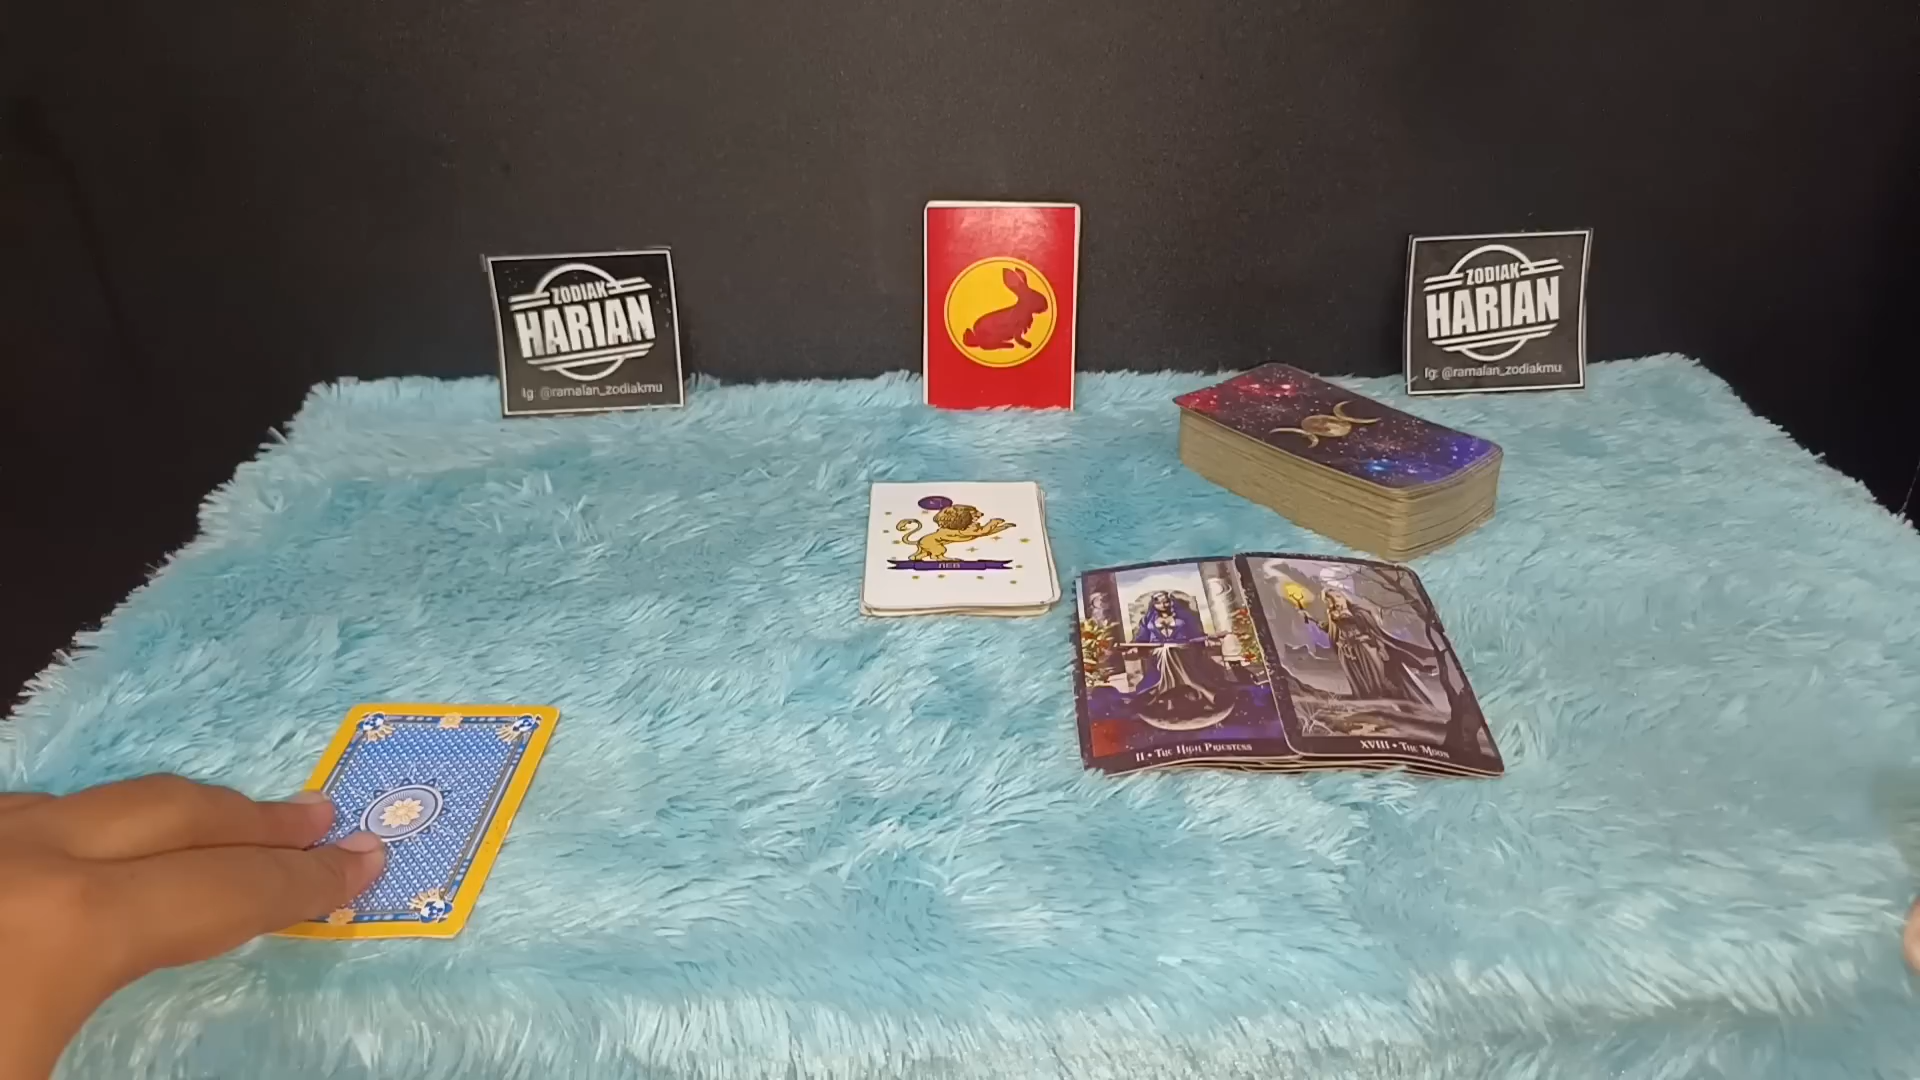 ZODIAK
HARIAN
Ig: @ramalan_zodiakmu
ZODIAK
HARIAN
Ig: @ramalan_zodiakmu
ЛЕВ
II • THE HIGH PRIESTESS
XVIII • THE MOON